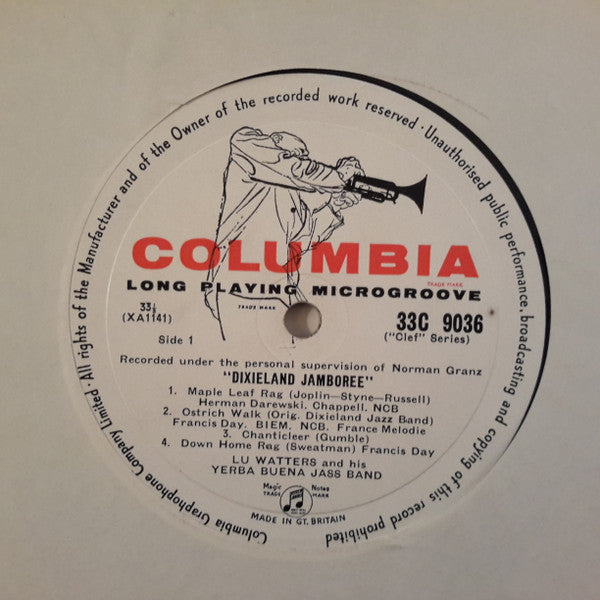 All rights of the Manufacturer and of the Owner of the recorded work reserved · Unauthorised public performance, broadcasting and copying of this record prohibited
COLUMBIA
TRADE MARK
LONG PLAYING MICROGROOVE
TRADE MARK
33⅓
(XA1141)
33C 9036
("Clef" Series)
Side 1
Recorded under the personal supervision of Norman Granz
"DIXIELAND JAMBOREE"
1. Maple Leaf Rag (Joplin—Styne—Russell)
Herman Darewski. Chappell. NCB
2. Ostrich Walk (Orig. Dixieland Jazz Band)
Francis Day. BIEM. NCB. France Melodie
3. Chanticleer (Gumble)
4. Down Home Rag (Sweatman) Francis Day
LU WATTERS and his
YERBA BUENA JASS BAND
Magic Notes
TRADE MARK
MADE IN GT. BRITAIN
Columbia Graphophone Company Limited ·